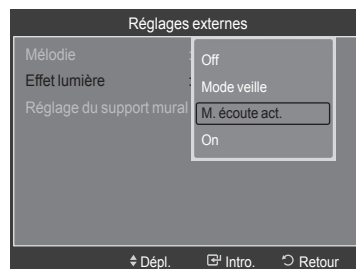 Réglages externes
Mélodie :
Effet lumière
Réglage du support mural
Off
Mode veille
M. écoute act.
On
Dépl. Intro. Retour